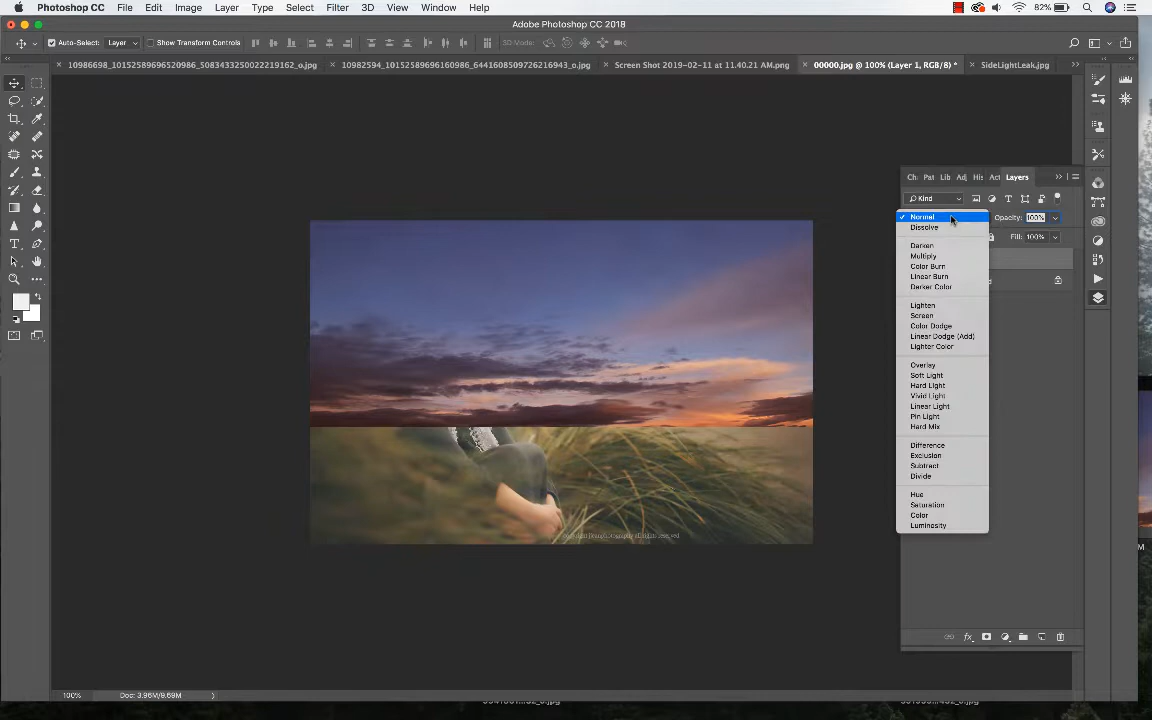 Photoshop CC File Edit Image Layer Type Select Filter 3D View Window Help 82%
Adobe Photoshop CC 2018
Auto-Select: Layer Show Transform Controls 3D Mode:
10986698_10152589696520986_5083433250022219162_o.jpg 10982594_10152589696160986_6441608509726216943_o.jpg Screen Shot 2019-02-11 at 11.40.21 AM.png 00000.jpg @ 100% (Layer 1, RGB/8) * SideLightLeak.jpg
Ch Pat Lib Adj His Act Layers
Kind
Normal Opacity: 100%
Dissolve
Fill: 100%
Darken
Multiply
Color Burn
Linear Burn
Darker Color
Lighten
Screen
Color Dodge
Linear Dodge (Add)
Lighter Color
Overlay
Soft Light
Hard Light
Vivid Light
Linear Light
Pin Light
Hard Mix
Difference
Exclusion
Subtract
Divide
Hue
Saturation
Color
Luminosity
all rights reserved
100% Doc: 3.96M/9.69M